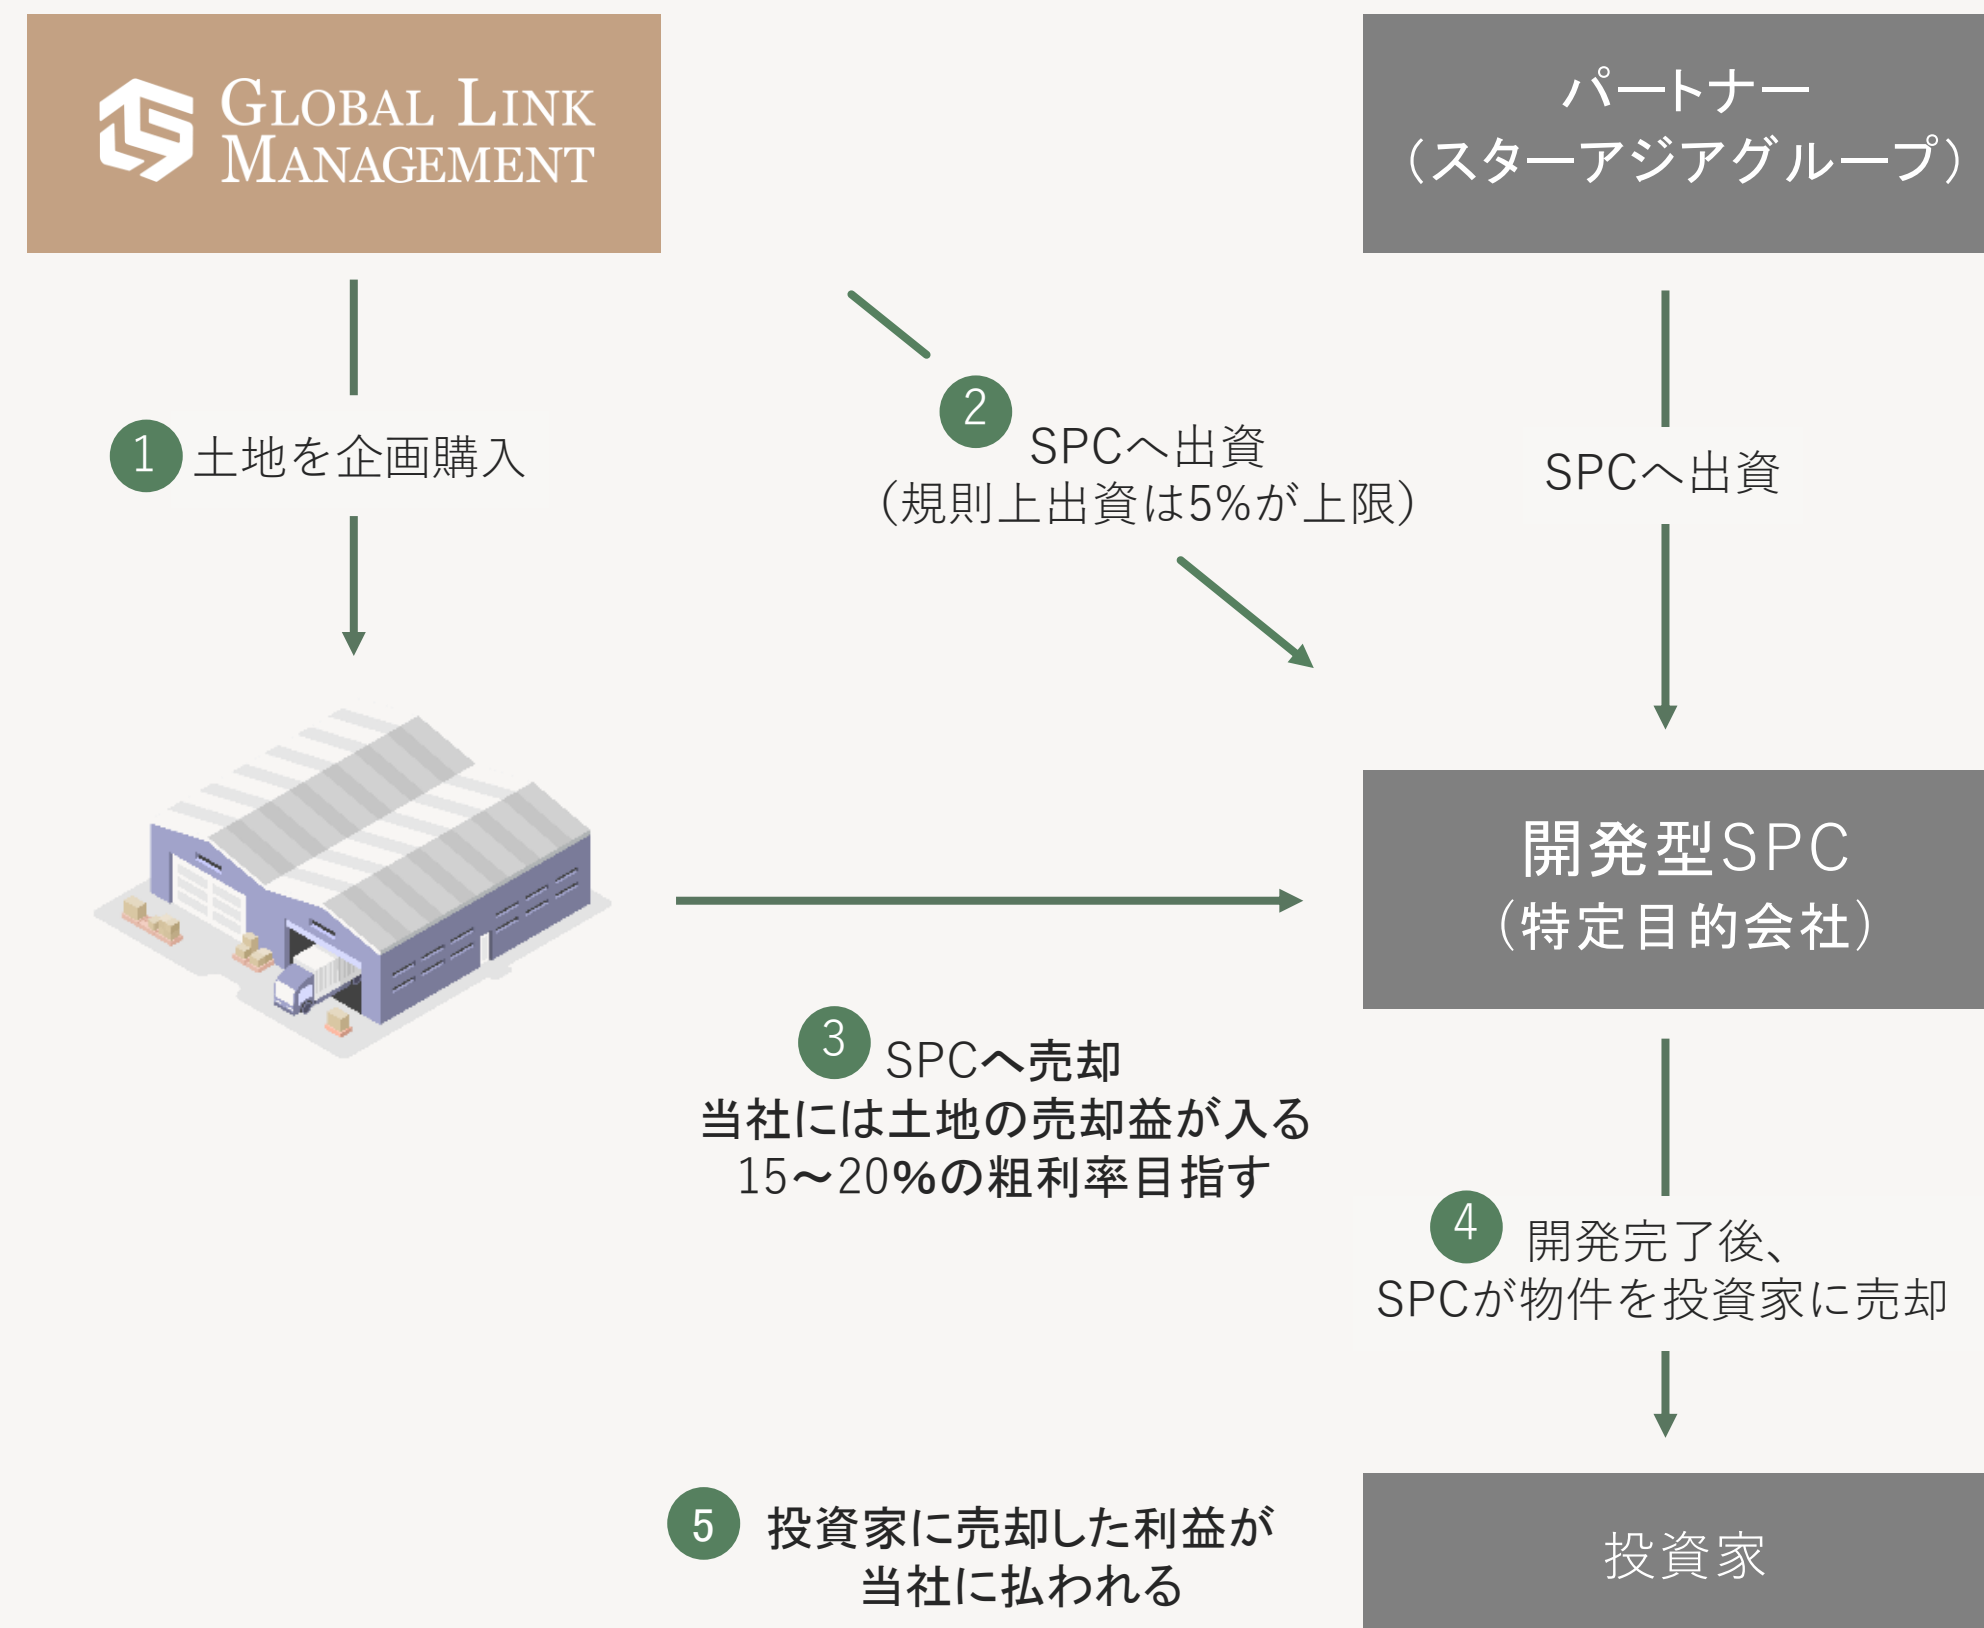 GLOBAL LINK
MANAGEMENT
パートナー
（スターアジアグループ）
1 土地を企画購入
2
SPCへ出資
（規則上出資は5%が上限）
SPCへ出資
開発型SPC
（特定目的会社）
3 SPCへ売却
当社には土地の売却益が入る
15～20%の粗利率目指す
4 開発完了後、
SPCが物件を投資家に売却
5 投資家に売却した利益が
当社に払われる
投資家